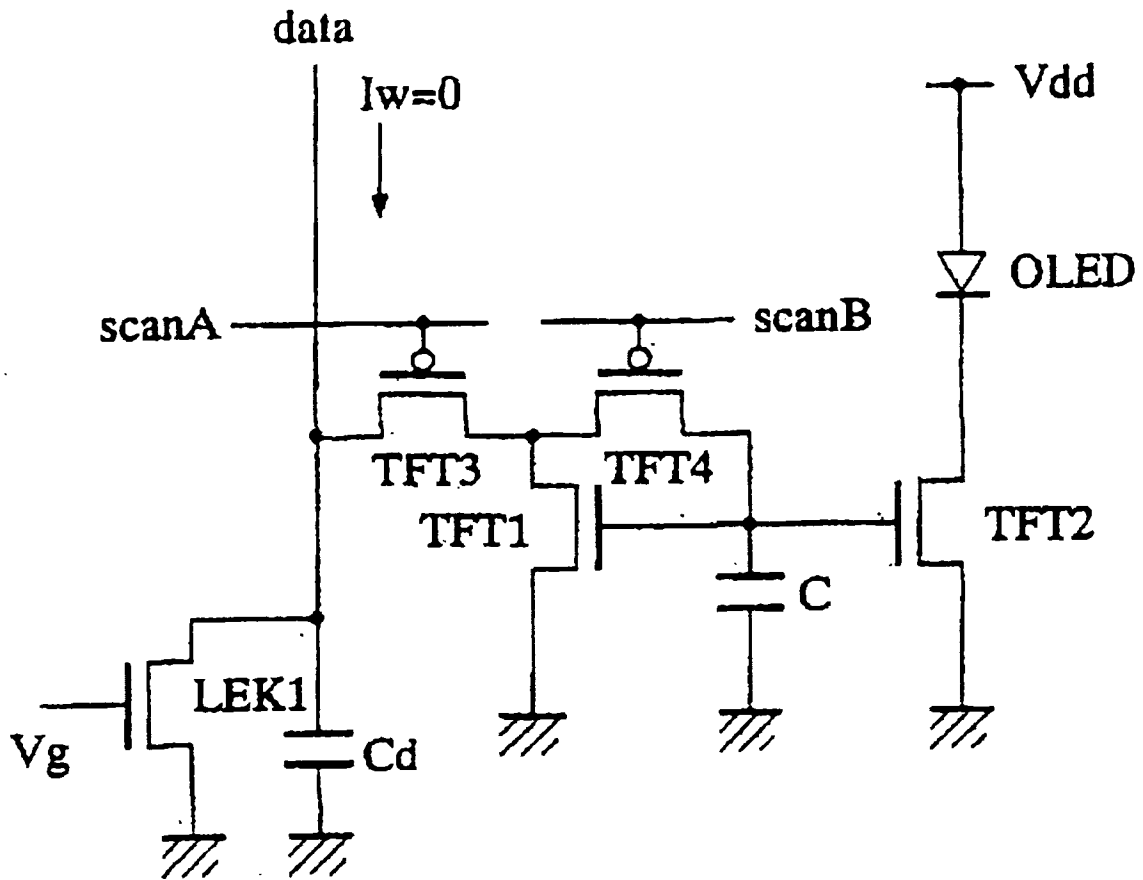 data
Iw=0
Vdd
OLED
scanA
scanB
TFT3
TFT4
TFT1
TFT2
C
LEK1
Vg
Cd